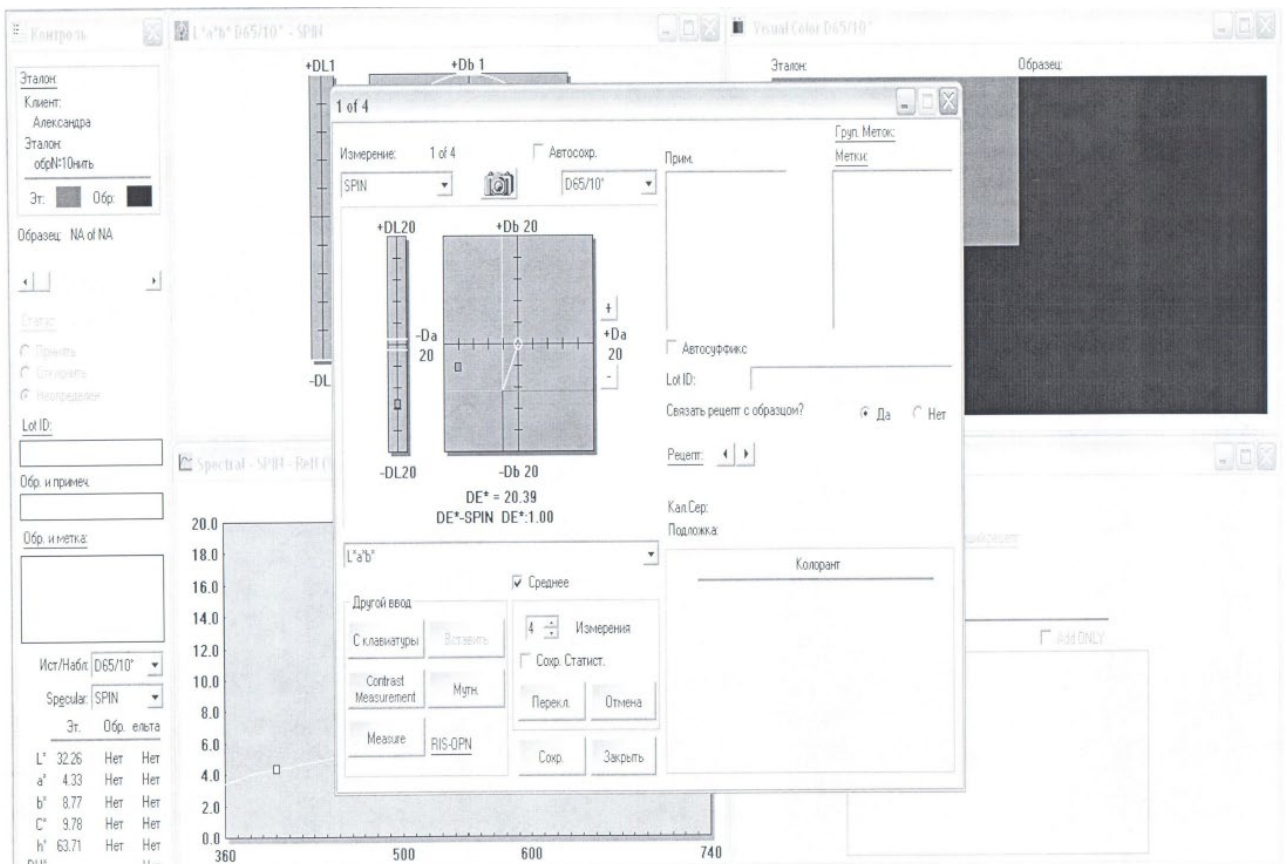 Контроль
Эталон:
Клиент:
Александра
Эталон:
обрN:10нить
Эт: Обр:
Образец: NA of NA
Статус:
Принять
Отклонить
Неопределен
Lot ID:
Обр. и примеч.
Обр. и метка:
Ист/Набл: D65/10°
Specular: SPIN
Эт. Обр. ельта
L* 32.26 Нет Нет
a* 4.33 Нет Нет
b* 8.77 Нет Нет
C* 9.78 Нет Нет
h° 63.71 Нет Нет
L*a*b* D65/10° - SPIN
+DL1 +Db 1
-DL
Visual Color D65/10°
Эталон: Образец:
1 of 4
Измерение: 1 of 4
Автосохр.
SPIN
D65/10°
+DL20 +Db 20
-Da
20
+
+Da
20
-
-DL20 -Db 20
DE* = 20.39
DE*-SPIN DE*:1.00
L*a*b*
Среднее
Другой ввод
С клавиатуры
Вставить
Contrast
Measurement
Мутн.
Measure
RIS-OPN
4 Измерения
Сохр. Статист.
Перекл.
Отмена
Сохр.
Закрыть
Груп. Меток:
Прим.
Метки:
Автосуффикс
Lot ID:
Связать рецепт с образцом?
Да Нет
Рецепт:
Кал.Сер:
Подложка:
Колорант
Spectral - SPIN - Refl
20.0
18.0
16.0
14.0
12.0
10.0
8.0
6.0
4.0
2.0
0.0
360 500 600 740
Add ONLY